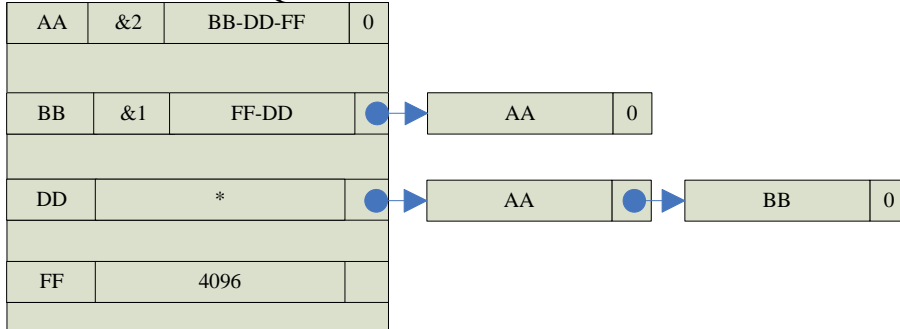 AA &2 BB-DD-FF 0
BB &1 FF-DD AA 0
DD * AA BB 0
FF 4096